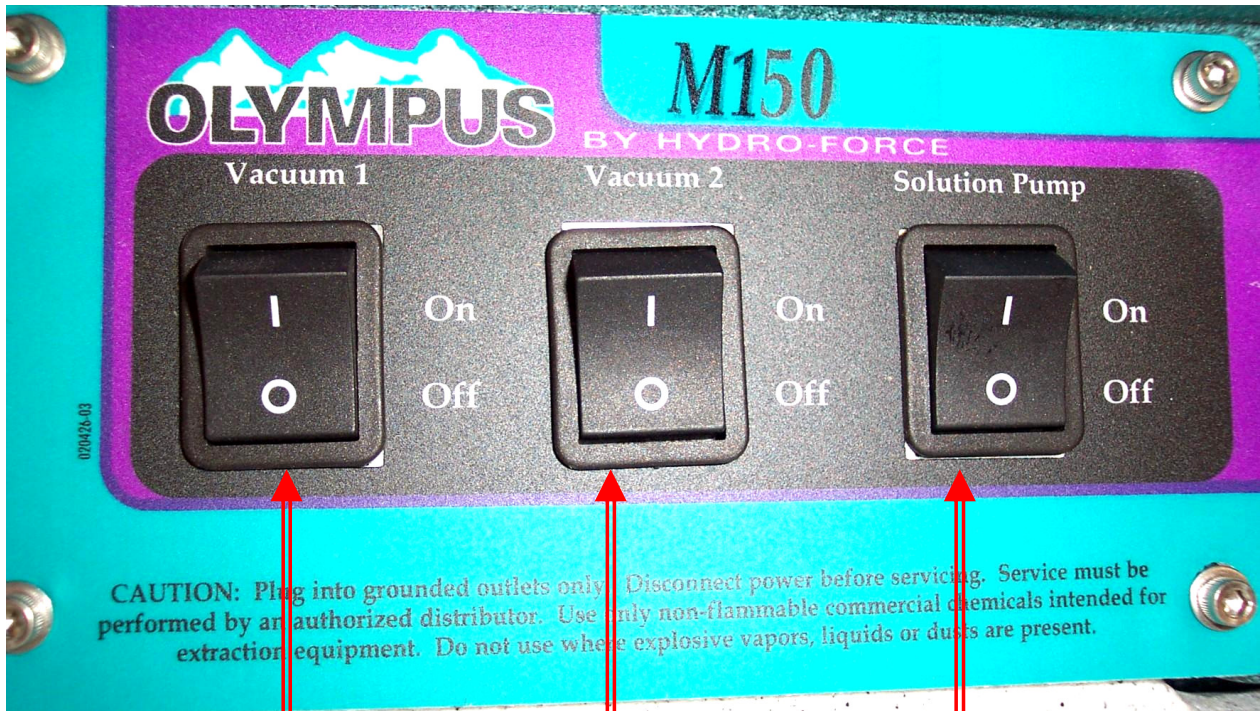 OLYMPUS
M150
BY HYDRO-FORCE
Vacuum 1 Vacuum 2 Solution Pump
I On I On I On
O Off O Off O Off
020426-03
CAUTION: Plug into grounded outlets only. Disconnect power before servicing. Service must be
performed by an authorized distributor. Use only non-flammable commercial chemicals intended for
extraction equipment. Do not use where explosive vapors, liquids or dusts are present.